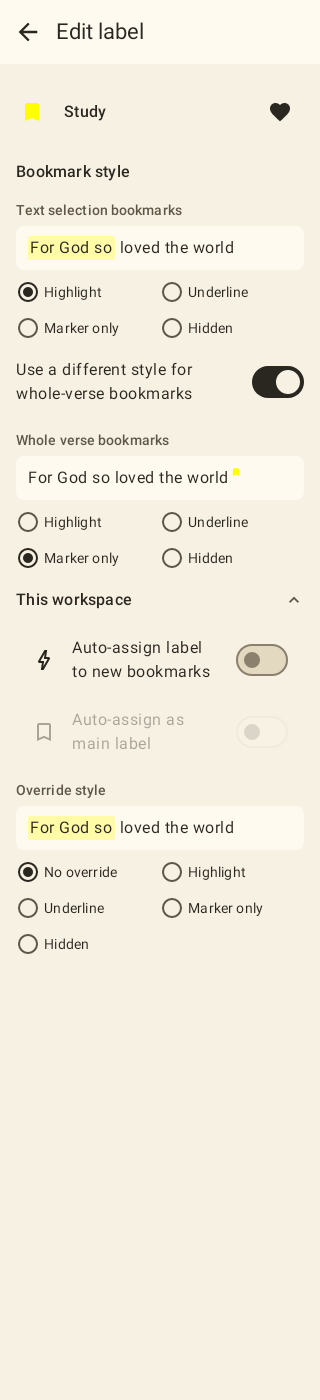 Edit label
Study
Bookmark style
Text selection bookmarks
For God so loved the world
Highlight
Underline
Marker only
Hidden
Use a different style for
whole-verse bookmarks
Whole verse bookmarks
For God so loved the world
Highlight
Underline
Marker only
Hidden
This workspace
Auto-assign label
to new bookmarks
Auto-assign as
main label
Override style
For God so loved the world
No override
Highlight
Underline
Marker only
Hidden